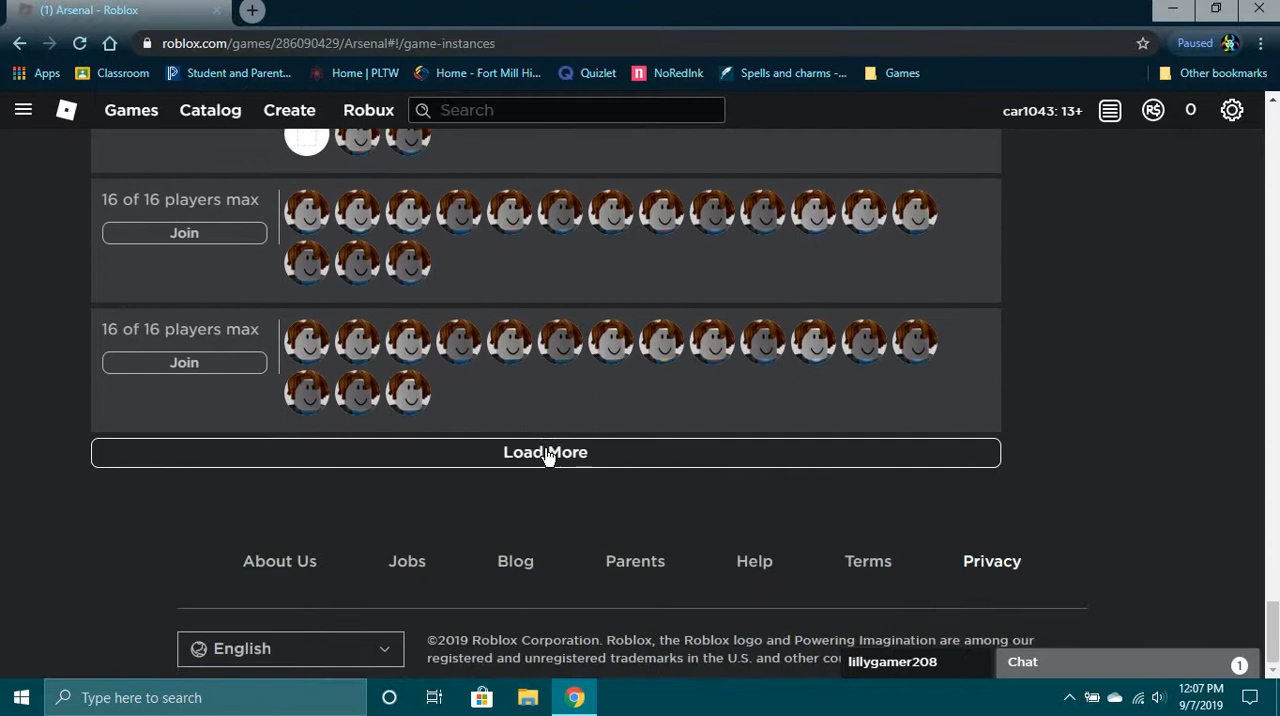 (1) Arsenal - Roblox
roblox.com/games/286090429/Arsenal#!/game-instances
Paused
Apps
Classroom
Student and Parent...
Home | PLTW
Home - Fort Mill Hi...
Quizlet
NoRedInk
Spells and charms -...
Games
Other bookmarks
Games
Catalog
Create
Robux
Search
car1043: 13+
0
16 of 16 players max
Join
16 of 16 players max
Join
Load More
About Us
Jobs
Blog
Parents
Help
Terms
Privacy
English
©2019 Roblox Corporation. Roblox, the Roblox logo and Powering Imagination are among our
registered and unregistered trademarks in the U.S. and other cou
lillygamer208
Chat
1
Type here to search
12:07 PM
9/7/2019